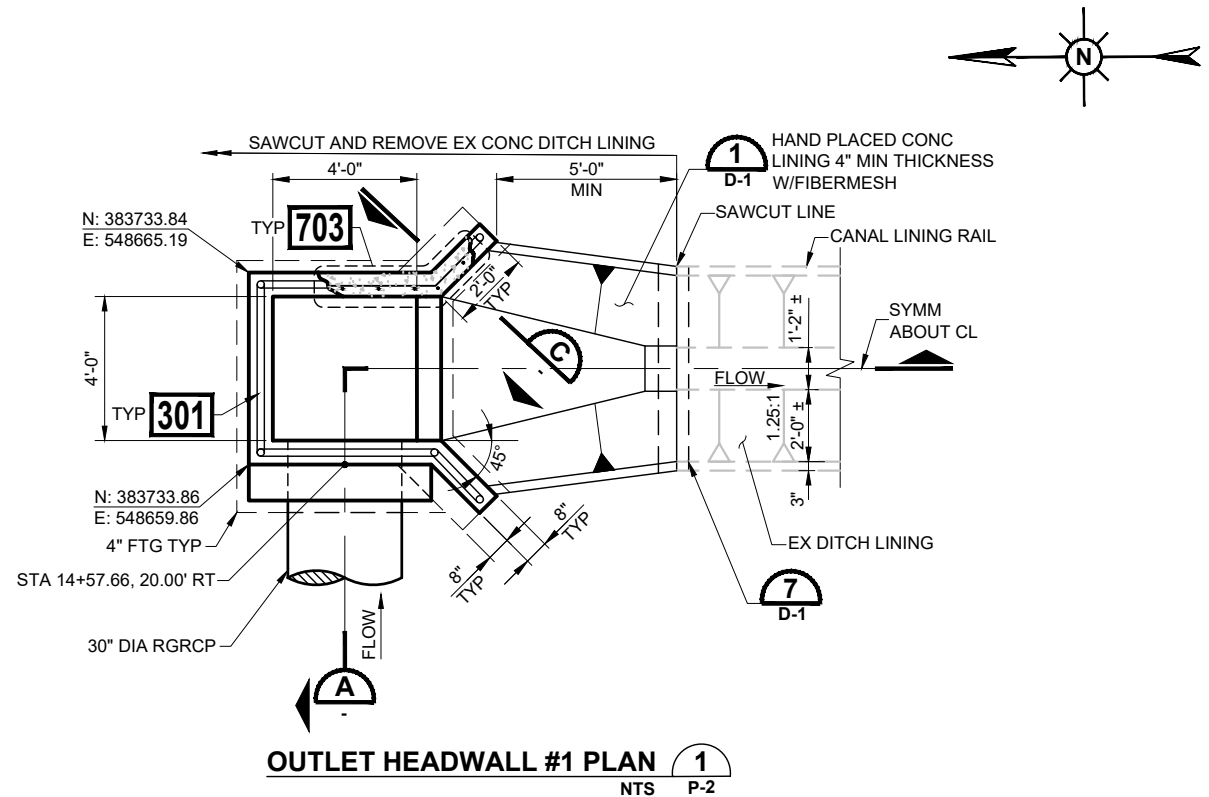 N
SAWCUT AND REMOVE EX CONC DITCH LINING
1
D-1
HAND PLACED CONC
LINING 4" MIN THICKNESS
W/FIBERMESH
4'-0"
5'-0"
MIN
N: 383733.84
E: 548665.19
TYP 703
SAWCUT LINE
CANAL LINING RAIL
2'-0"
TYP
1'-2" ±
SYMM
ABOUT CL
4'-0"
C
-
FLOW
TYP 301
1.25:1
2'-0" ±
45°
3"
N: 383733.86
E: 548659.86
4" FTG TYP
8"
TYP
8"
TYP
EX DITCH LINING
STA 14+57.66, 20.00' RT
7
D-1
30" DIA RGRCP
FLOW
A
-
OUTLET HEADWALL #1 PLAN
NTS
1
P-2